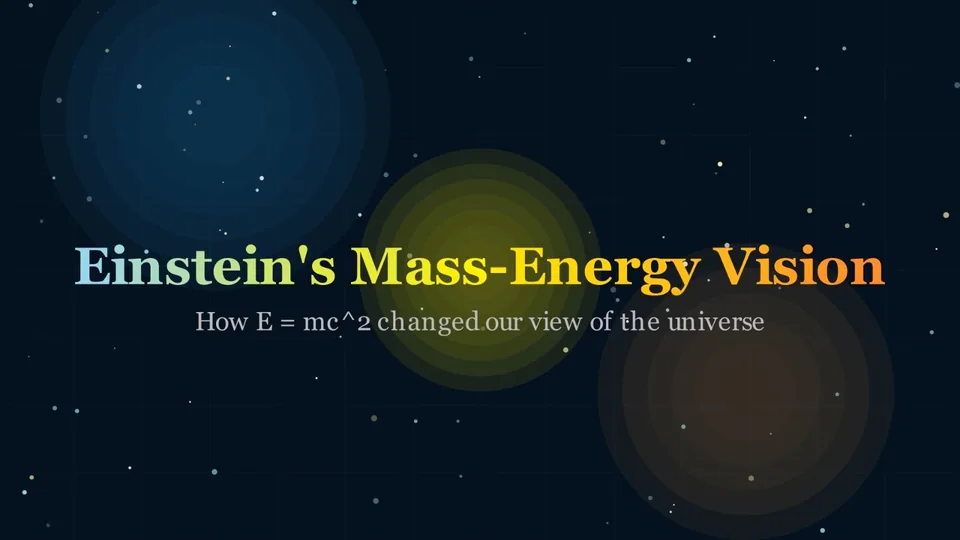 Einstein's Mass-Energy Vision
How E = mc^2 changed our view of the universe